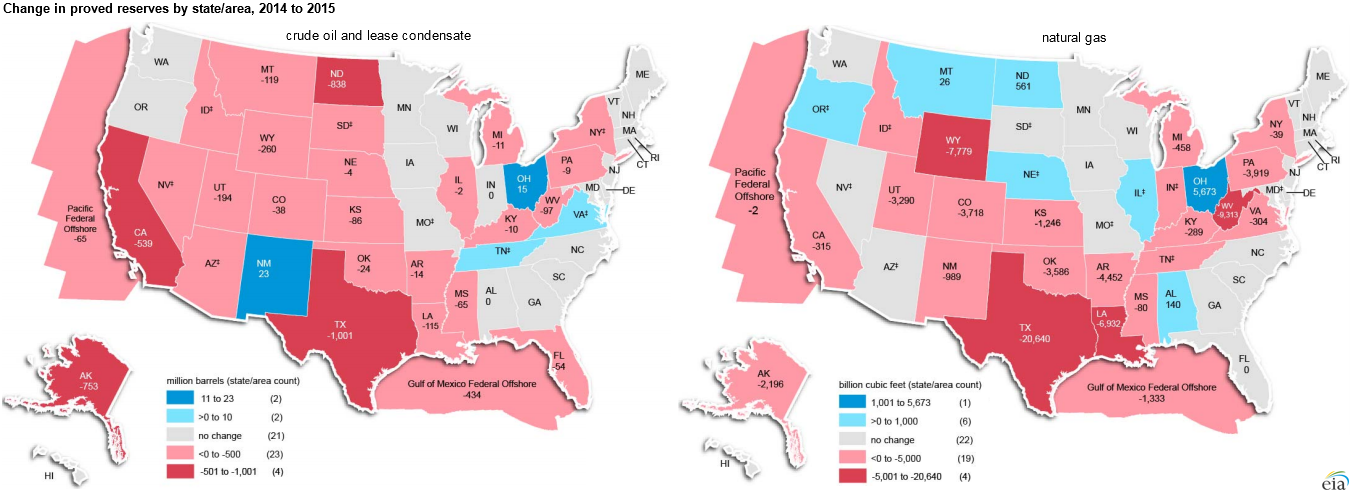 Change in proved reserves by state/area, 2014 to 2015
crude oil and lease condensate
WA
OR
CA
-539
ID‡
NV‡
MT
-119
WY
-260
UT
-194
AZ‡
CO
-38
NM
23
ND
-838
SD‡
NE
-4
KS
-86
OK
-24
TX
-1,001
MN
IA
MO‡
AR
-14
LA
-115
WI
IL
-2
MI
-11
IN
0
OH
15
KY
-10
TN‡
MS
-65
AL
0
GA
FL
-54
SC
NC
VA‡
WV
-97
PA
-9
NY‡
MD
DE
NJ
CT
RI
MA
NH
VT
ME
Pacific
Federal
Offshore
-65
AK
-753
HI
Gulf of Mexico Federal Offshore
-434
million barrels (state/area count)
11 to 23 (2)
>0 to 10 (2)
no change (21)
<0 to -500 (23)
-501 to -1,001 (4)
natural gas
WA
OR‡
CA
-315
ID‡
NV‡
MT
26
WY
-7,779
UT
-3,290
AZ‡
CO
-3,718
NM
-989
ND
561
SD‡
NE‡
KS
-1,246
OK
-3,586
TX
-20,640
MN
IA
MO‡
AR
-4,452
LA
-6,932
WI
IL‡
MI
-458
IN‡
OH
5,673
KY
-289
TN‡
MS
-80
AL
140
GA
FL
0
SC
NC
VA
-304
WV
-9,313
PA
-3,919
NY
-39
MD‡
DE
NJ
CT
RI
MA
NH
VT
ME
Pacific
Federal
Offshore
-2
AK
-2,196
HI
Gulf of Mexico Federal Offshore
-1,333
billion cubic feet (state/area count)
1,001 to 5,673 (1)
>0 to 1,000 (6)
no change (22)
<0 to -5,000 (19)
-5,001 to -20,640 (4)
eia